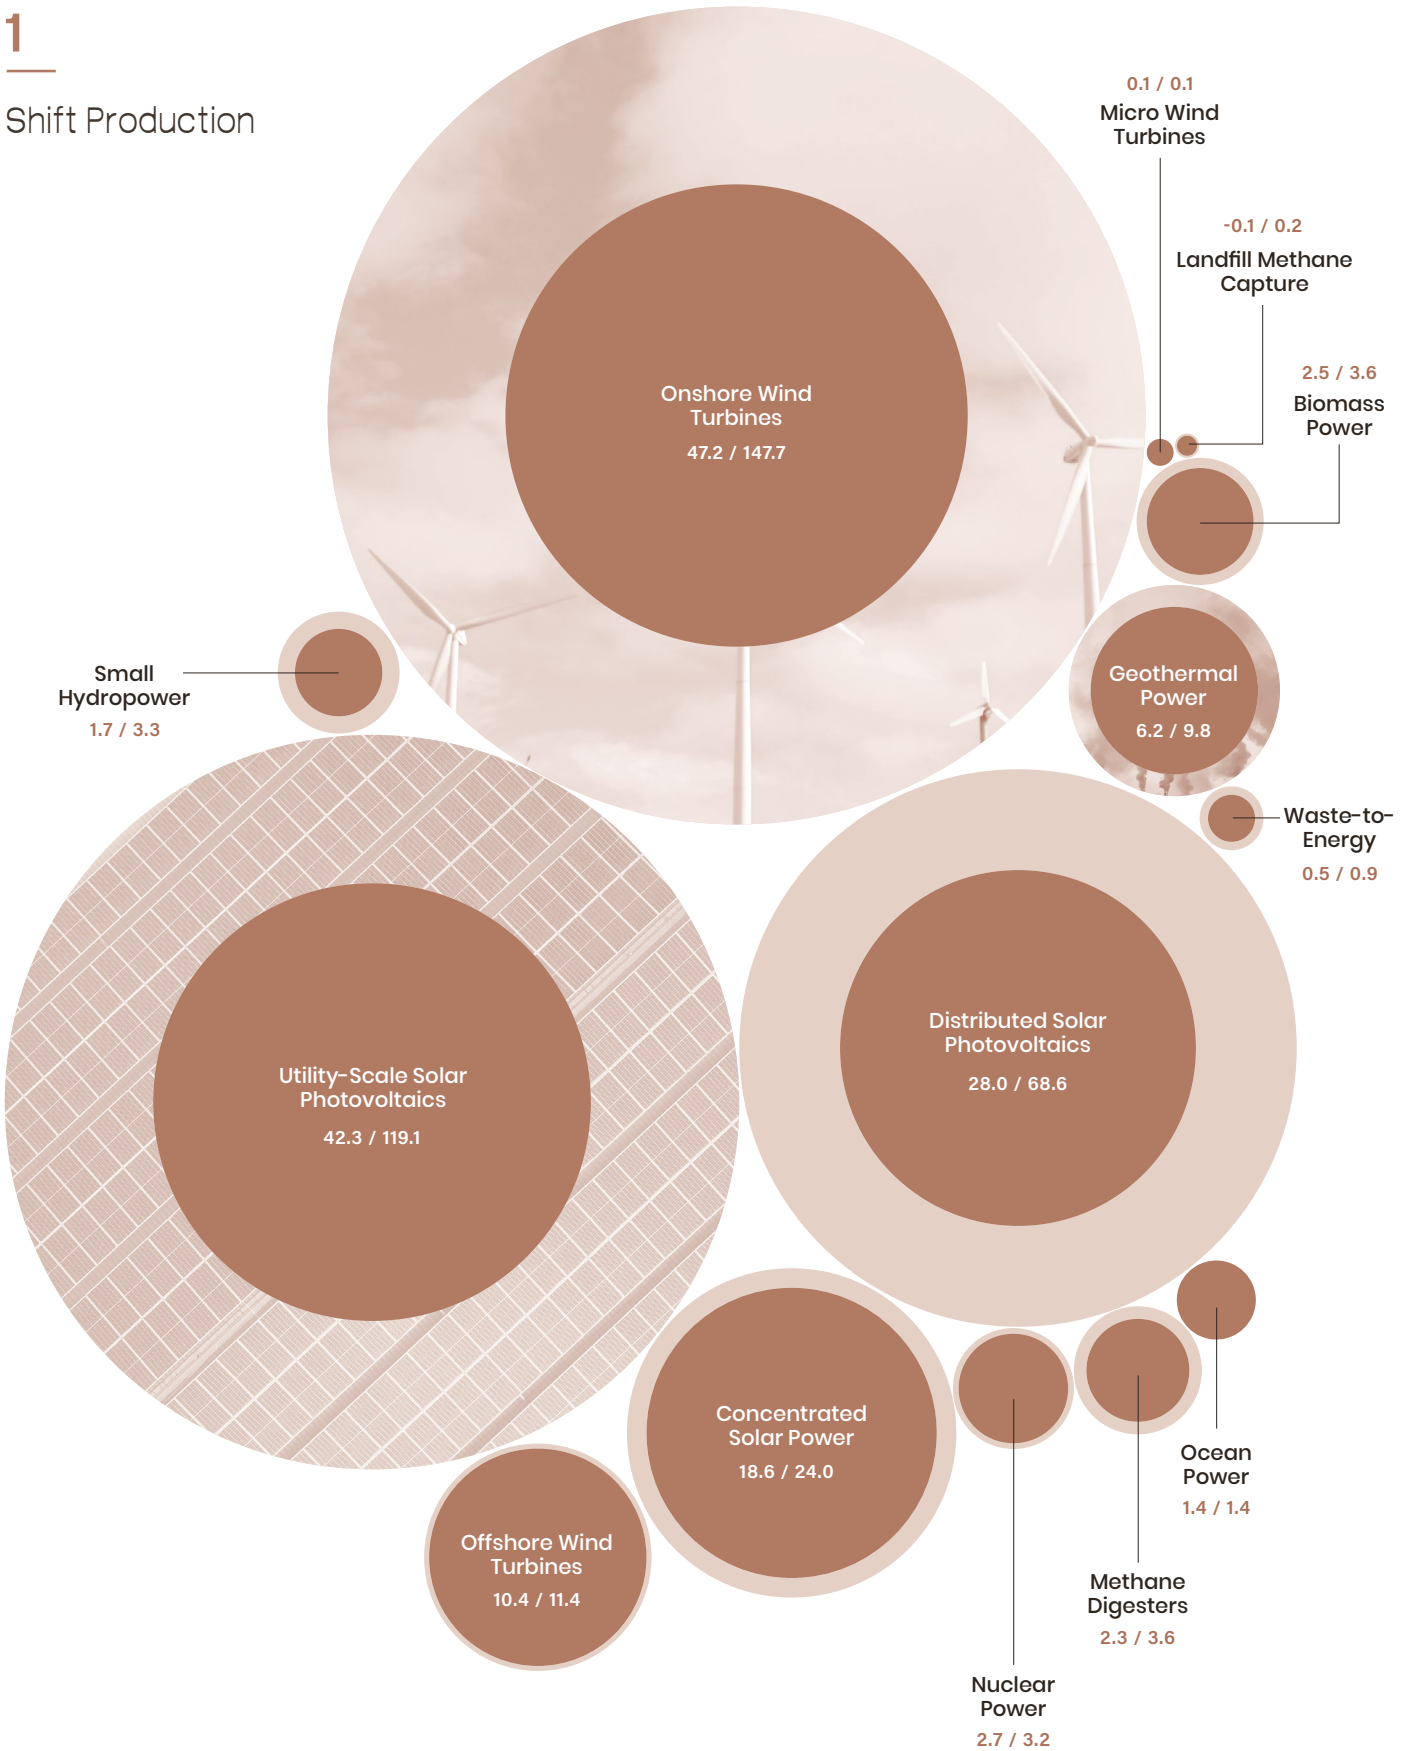 1
Shift Production
0.1 / 0.1
Micro Wind
Turbines
-0.1 / 0.2
Landfill Methane
Capture
2.5 / 3.6
Biomass
Power
Onshore Wind
Turbines
47.2 / 147.7
Small
Hydropower
1.7 / 3.3
Geothermal
Power
6.2 / 9.8
Waste-to-
Energy
0.5 / 0.9
Utility-Scale Solar
Photovoltaics
42.3 / 119.1
Distributed Solar
Photovoltaics
28.0 / 68.6
Concentrated
Solar Power
18.6 / 24.0
Offshore Wind
Turbines
10.4 / 11.4
Ocean
Power
1.4 / 1.4
Methane
Digesters
2.3 / 3.6
Nuclear
Power
2.7 / 3.2